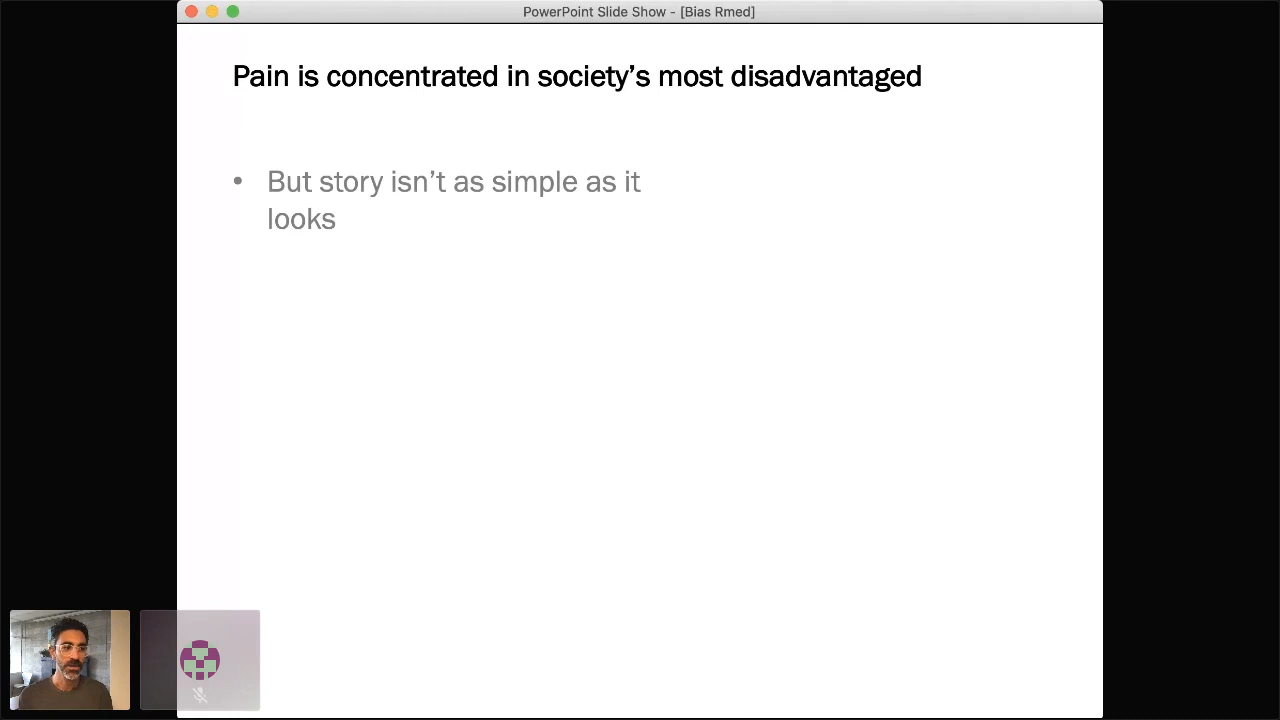 PowerPoint Slide Show - [Bias Rmed]
Pain is concentrated in society’s most disadvantaged
• But story isn’t as simple as it
looks